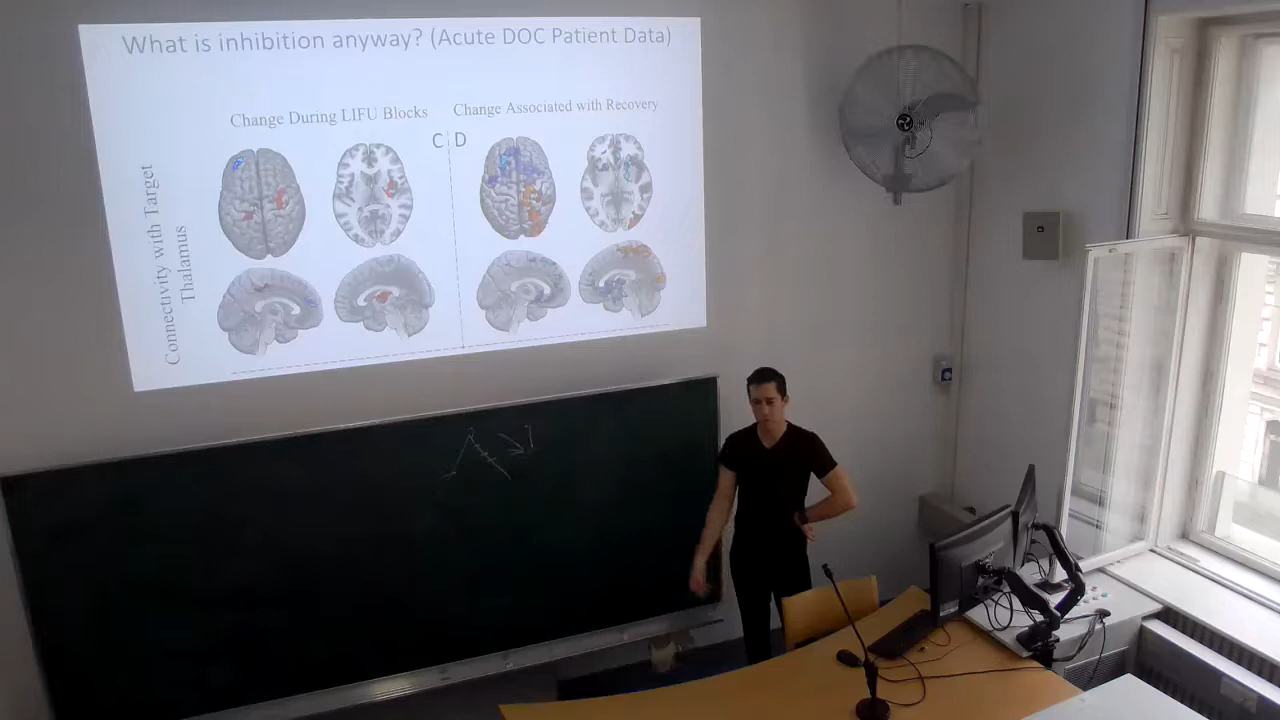 What is inhibition anyway? (Acute DOC Patient Data)
Change During LIFU Blocks
Change Associated with Recovery
C
D
Connectivity with Target
Thalamus